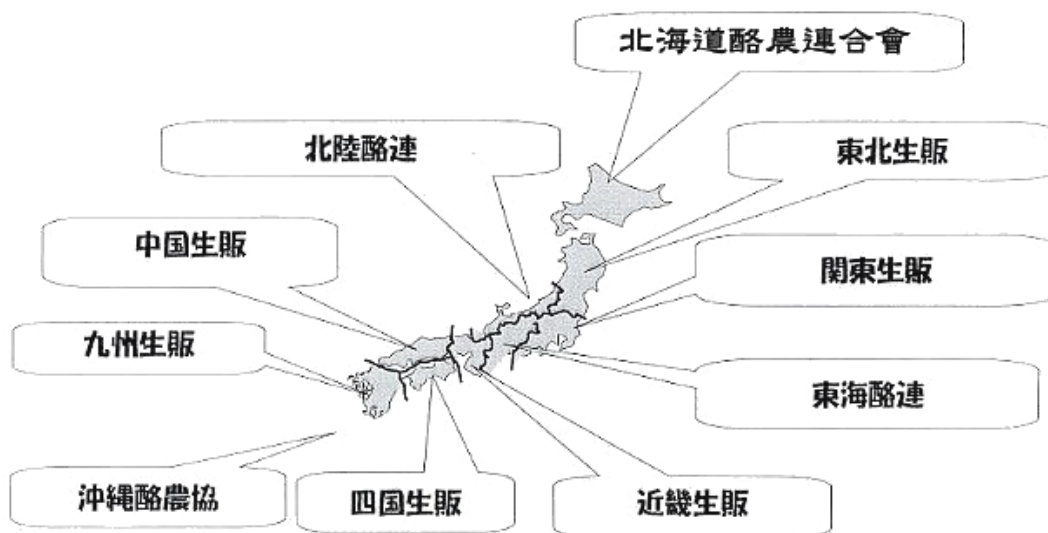 北海道酪農連合會
北陸酪連
東北生販
中国生販
関東生販
九州生販
東海酪連
沖縄酪農協
四国生販
近畿生販